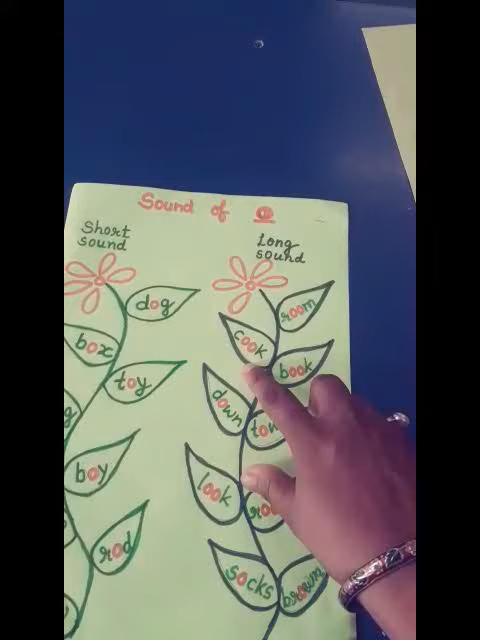 Sound of o
Short
sound
Long
sound
dog
box
toy
boy
rod
room
cook
book
down
look
socks